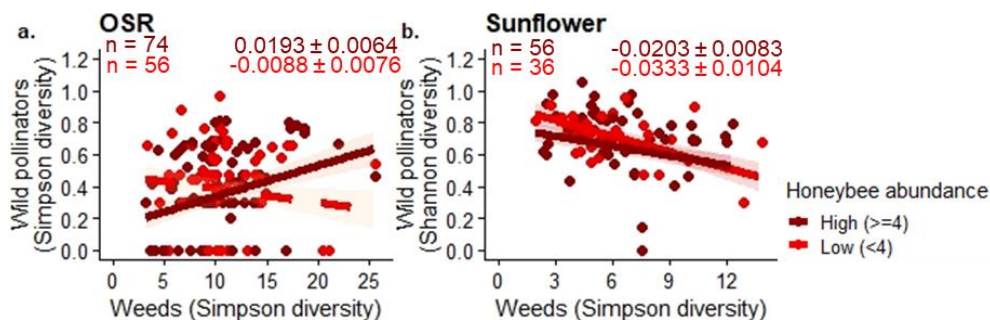 a.
OSR
n = 74 0.0193 ± 0.0064
n = 56 -0.0088 ± 0.0076
Wild pollinators
(Simpson diversity)
1.2
1.0
0.8
0.6
0.4
0.2
0.0
0 5 10 15 20 25
Weeds (Simpson diversity)
b.
Sunflower
n = 56 -0.0203 ± 0.0083
n = 36 -0.0333 ± 0.0104
Wild pollinators
(Shannon diversity)
1.2
1.0
0.8
0.6
0.4
0.2
0.0
0 3 6 9 12
Weeds (Simpson diversity)
Honeybee abundance
High (>=4)
Low (<4)